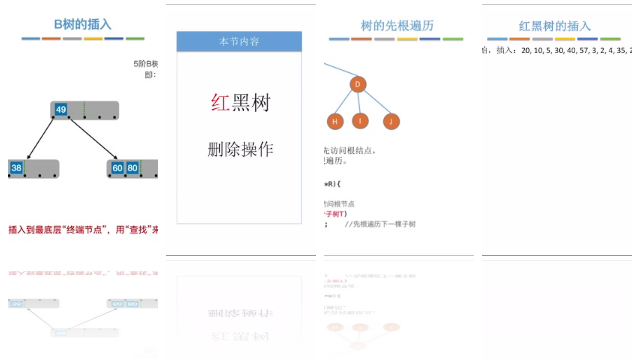 B树的插入
5阶B树
即：
49
38
60 80
插入到最底层“终端节点”，用“查找”来
本节内容
红黑树
删除操作
树的先根遍历
D
H I J
先访问根结点，
遍历。
*R){
访问根节点
子树T)
; //先根遍历下一棵子树
红黑树的插入
始，插入：20, 10, 5, 30, 40, 57, 3, 2, 4, 35, 2